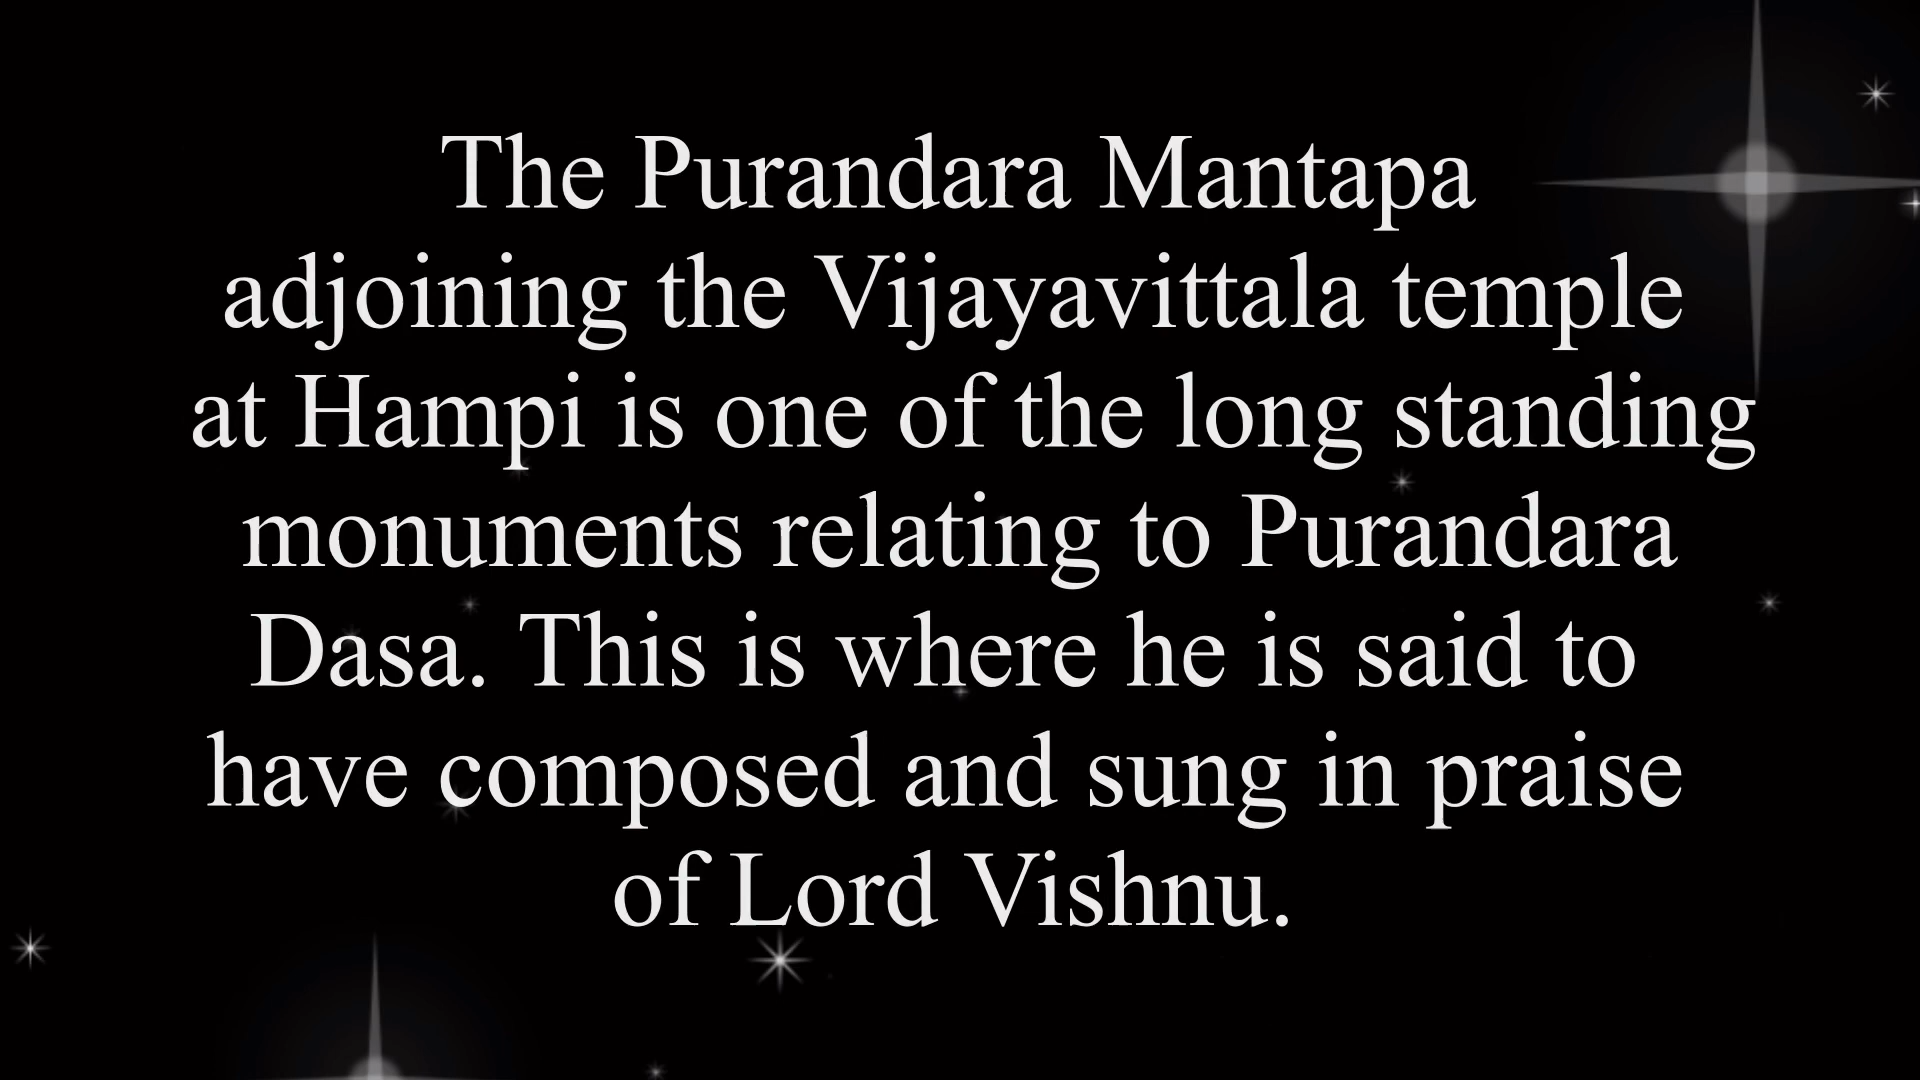 The Purandara Mantapa
adjoining the Vijayavittala temple
at Hampi is one of the long standing
monuments relating to Purandara
Dasa. This is where he is said to
have composed and sung in praise
of Lord Vishnu.